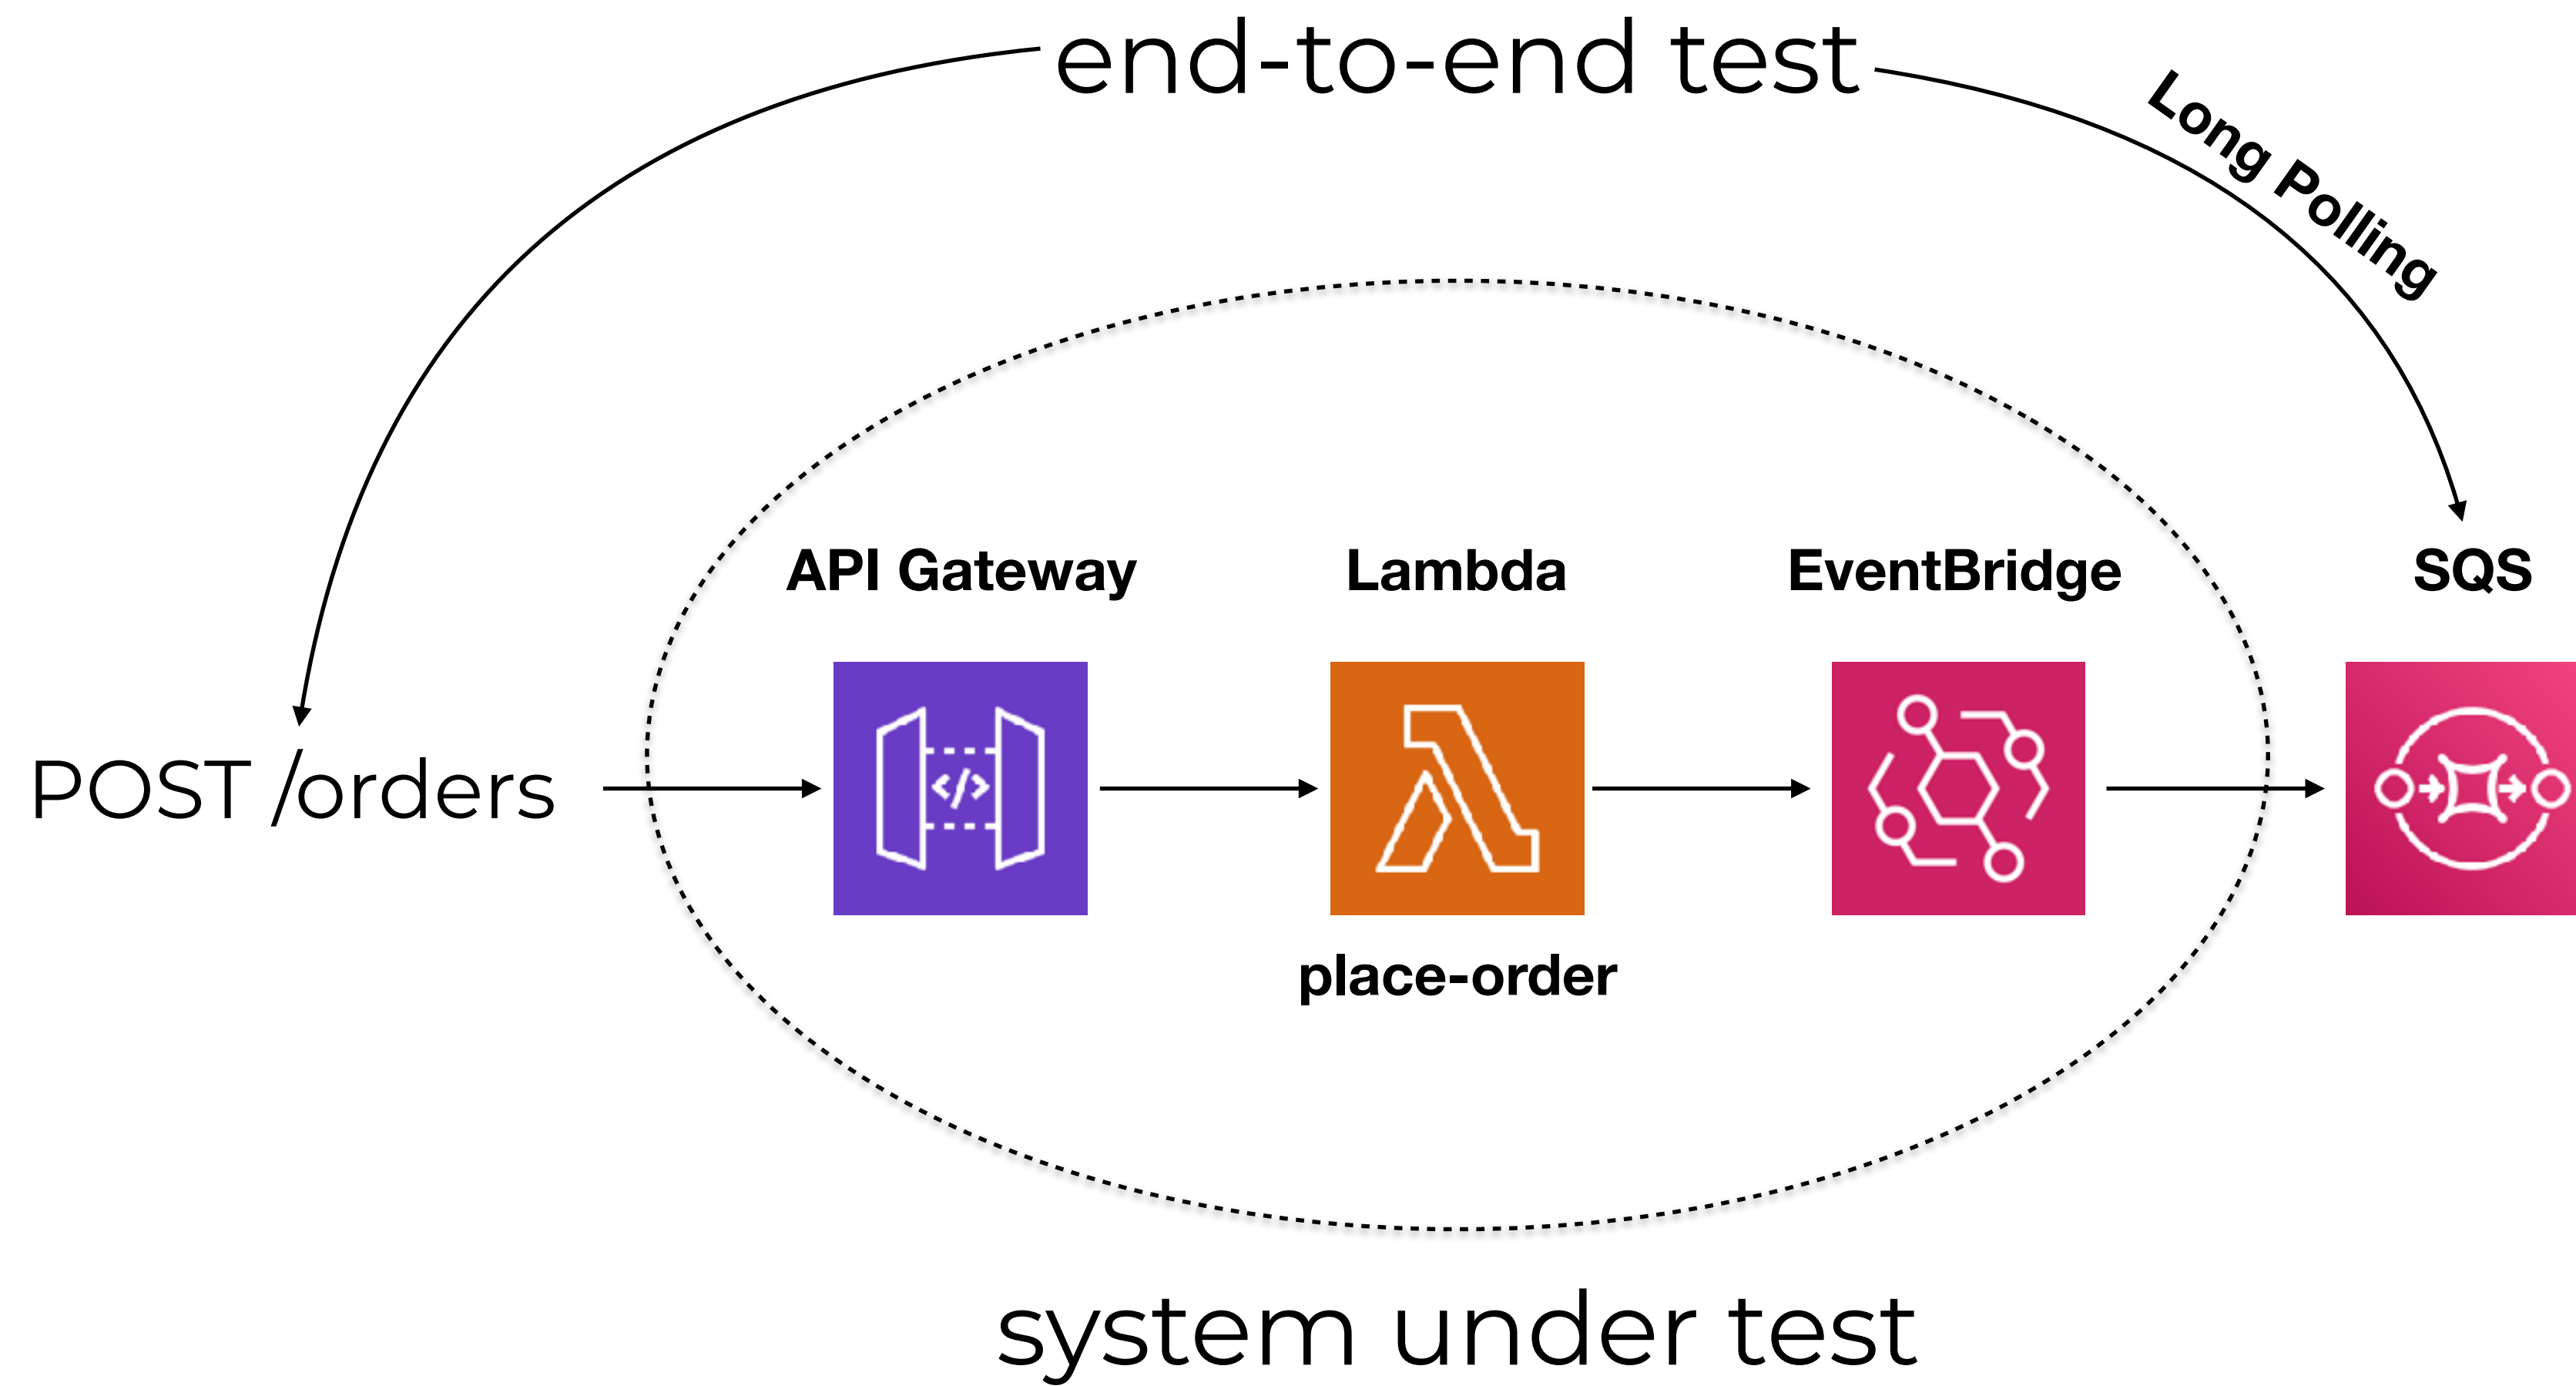 end-to-end test
Long Polling
API Gateway
Lambda
EventBridge
SQS
POST /orders
</>
place-order
system under test